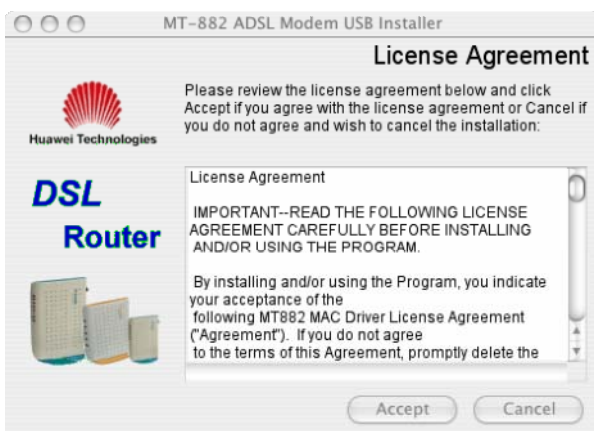 MT-882 ADSL Modem USB Installer
License Agreement
Please review the license agreement below and click
Accept if you agree with the license agreement or Cancel if
you do not agree and wish to cancel the installation:
Huawei Technologies
DSL
Router
License Agreement
IMPORTANT--READ THE FOLLOWING LICENSE
AGREEMENT CAREFULLY BEFORE INSTALLING
AND/OR USING THE PROGRAM.
By installing and/or using the Program, you indicate
your acceptance of the
following MT882 MAC Driver License Agreement
("Agreement"). If you do not agree
to the terms of this Agreement, promptly delete the
Accept
Cancel